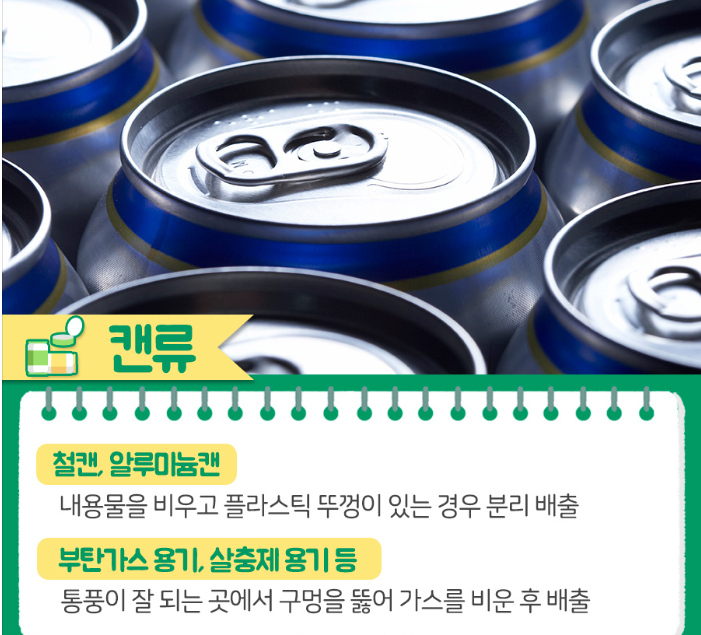 캔류
철캔, 알루미늄캔
내용물을 비우고 플라스틱 뚜껑이 있는 경우 분리 배출
부탄가스 용기, 살충제 용기 등
통풍이 잘 되는 곳에서 구멍을 뚫어 가스를 비운 후 배출